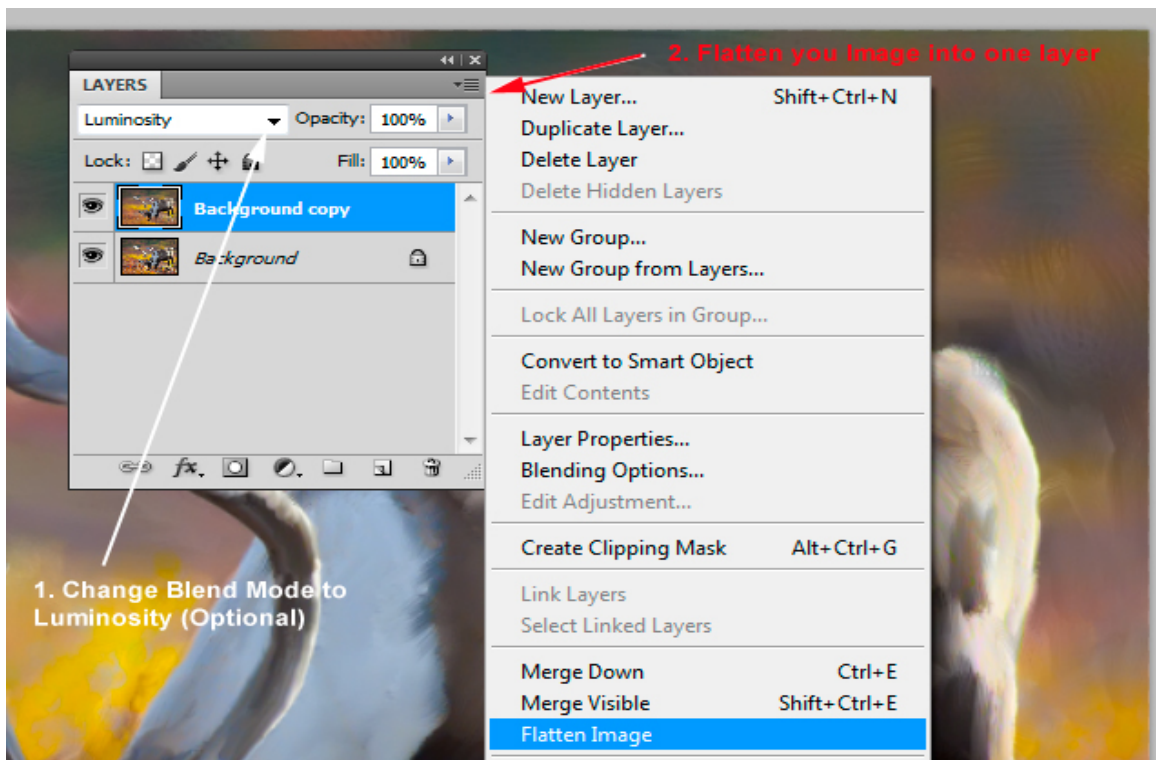 2. Flatten you Image into one layer
LAYERS
Luminosity Opacity: 100%
Lock: Fill: 100%
Background copy
Background
1. Change Blend Mode to
Luminosity (Optional)
New Layer... Shift+Ctrl+N
Duplicate Layer...
Delete Layer
Delete Hidden Layers
New Group...
New Group from Layers...
Lock All Layers in Group...
Convert to Smart Object
Edit Contents
Layer Properties...
Blending Options...
Edit Adjustment...
Create Clipping Mask Alt+Ctrl+G
Link Layers
Select Linked Layers
Merge Down Ctrl+E
Merge Visible Shift+Ctrl+E
Flatten Image